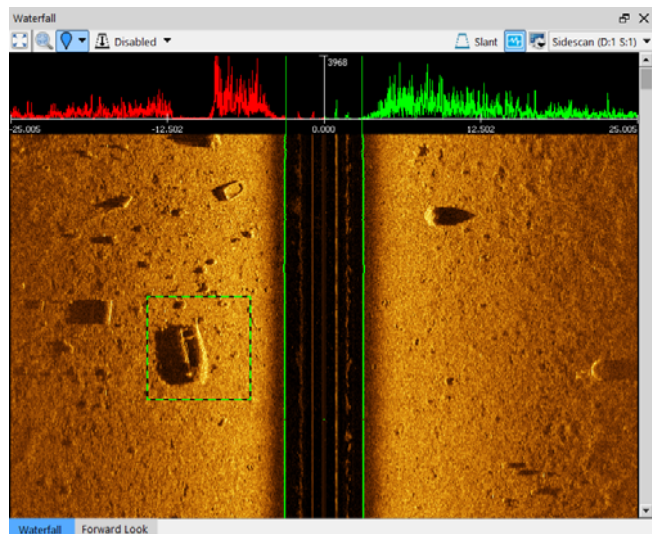 Waterfall
Disabled
Slant
Sidescan (D:1 S:1)
3968
-25.005
-12.502
0.000
12.502
25.005
Waterfall
Forward Look